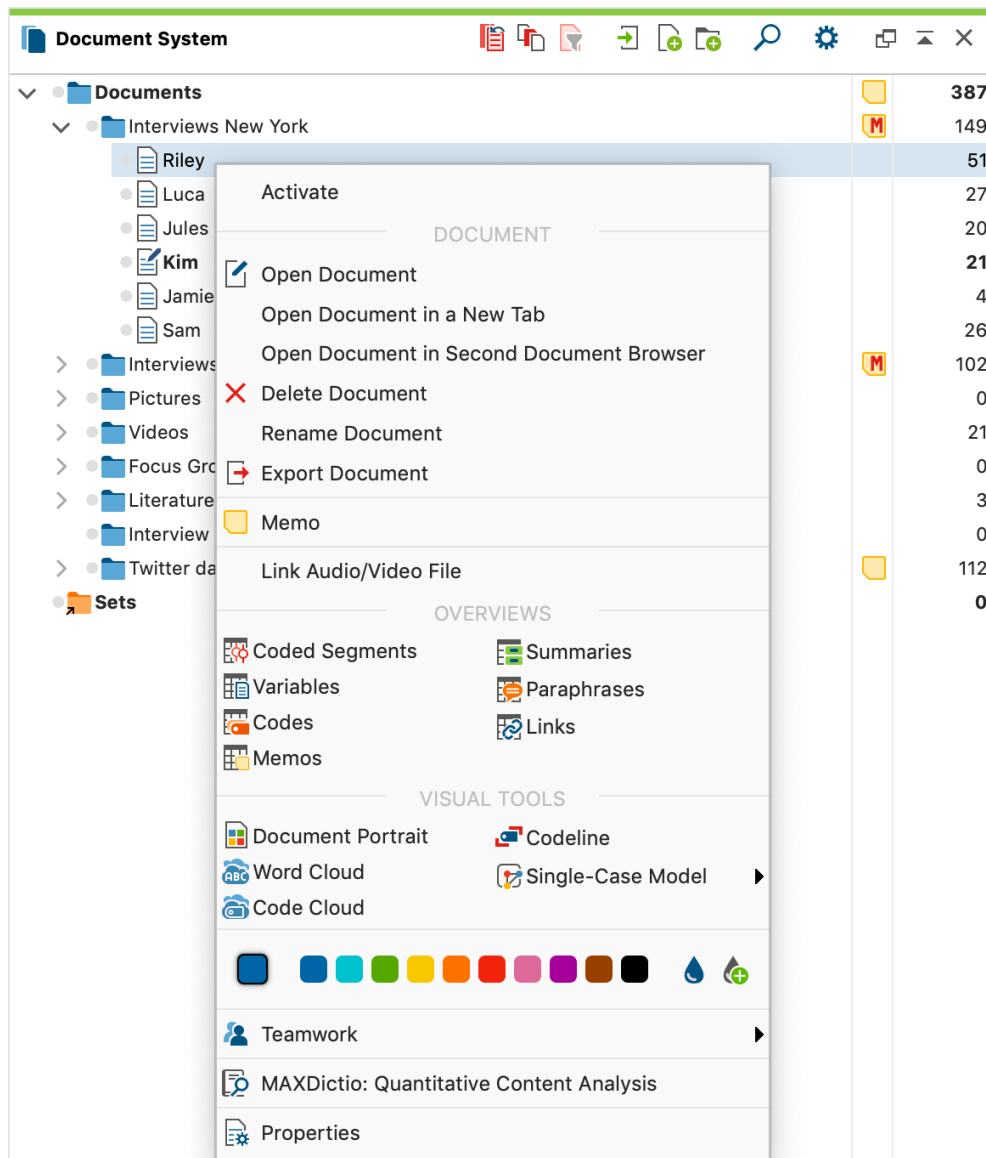 Document System
Documents 387
Interviews New York M 149
Riley 51
Luca 27
Jules 20
Kim 21
Jamie 4
Sam 26
Interviews M 102
Pictures 0
Videos 21
Focus Gro 0
Literature 3
Interview 0
Twitter da 112
Sets 0
Activate
DOCUMENT
Open Document
Open Document in a New Tab
Open Document in Second Document Browser
Delete Document
Rename Document
Export Document
Memo
Link Audio/Video File
OVERVIEWS
Coded Segments Summaries
Variables Paraphrases
Codes Links
Memos
VISUAL TOOLS
Document Portrait Codeline
ABC Word Cloud Single-Case Model
Code Cloud
Teamwork
MAXDictio: Quantitative Content Analysis
Properties